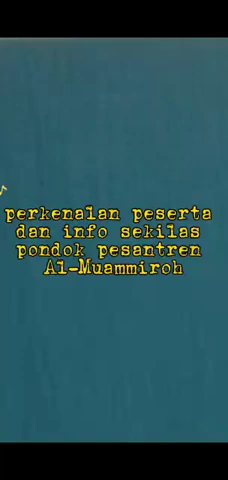 perkenalan peserta
dan info sekilas
pondok pesantren
Al-Muammiroh